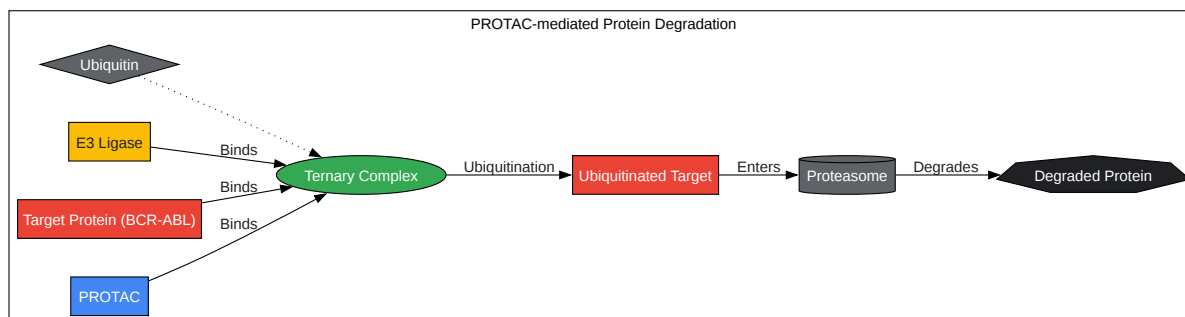 PROTAC-mediated Protein Degradation
Ubiquitin
E3 Ligase
Binds
Target Protein (BCR-ABL)
Binds
PROTAC
Binds
Ternary Complex
Ubiquitination
Ubiquitinated Target
Enters
Proteasome
Degrades
Degraded Protein